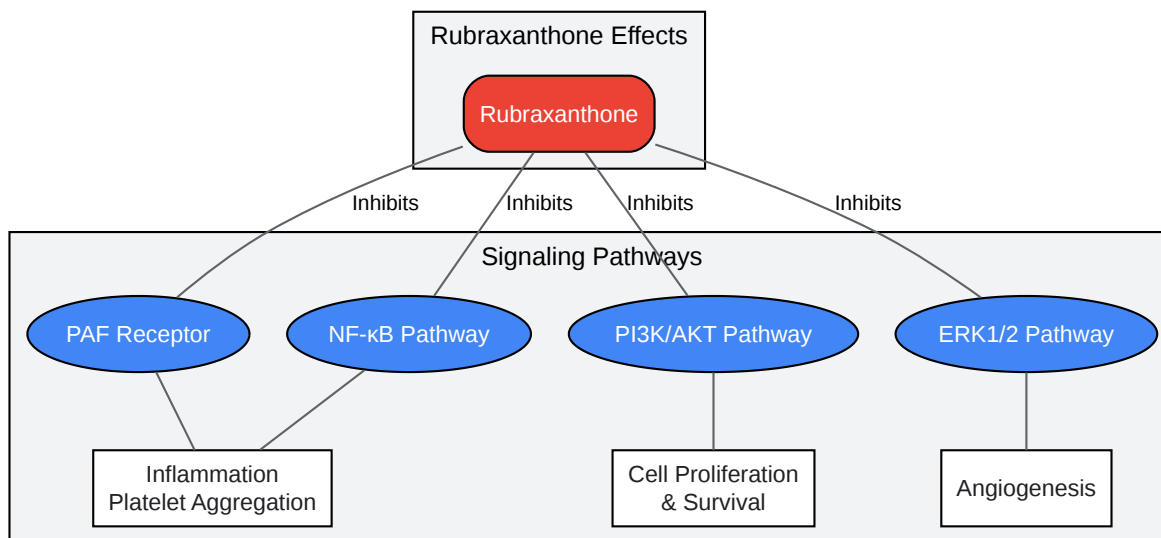 Rubraxanthone Effects
Rubraxanthone
Inhibits
Inhibits
Inhibits
Inhibits
Signaling Pathways
PAF Receptor
NF-κB Pathway
PI3K/AKT Pathway
ERK1/2 Pathway
Inflammation
Platelet Aggregation
Cell Proliferation
& Survival
Angiogenesis